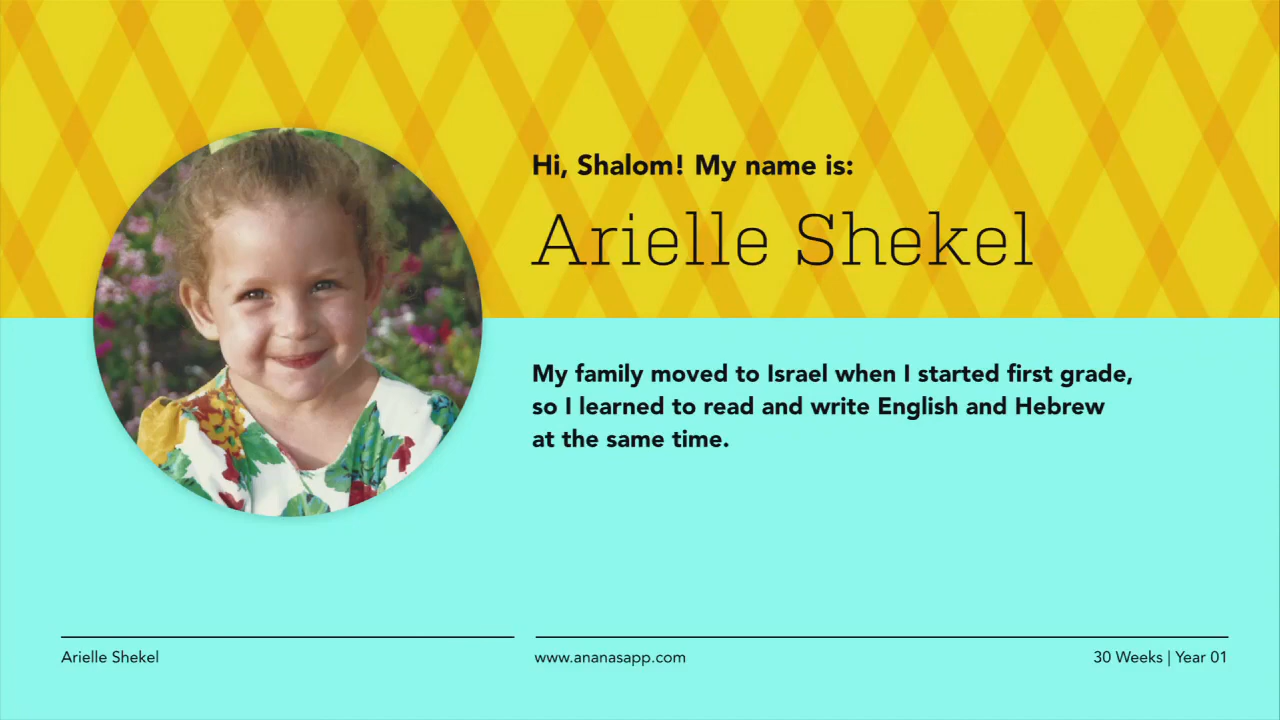 Hi, Shalom! My name is:
Arielle Shekel
My family moved to Israel when I started first grade,
so I learned to read and write English and Hebrew
at the same time.
Arielle Shekel
www.ananasapp.com
30 Weeks | Year 01